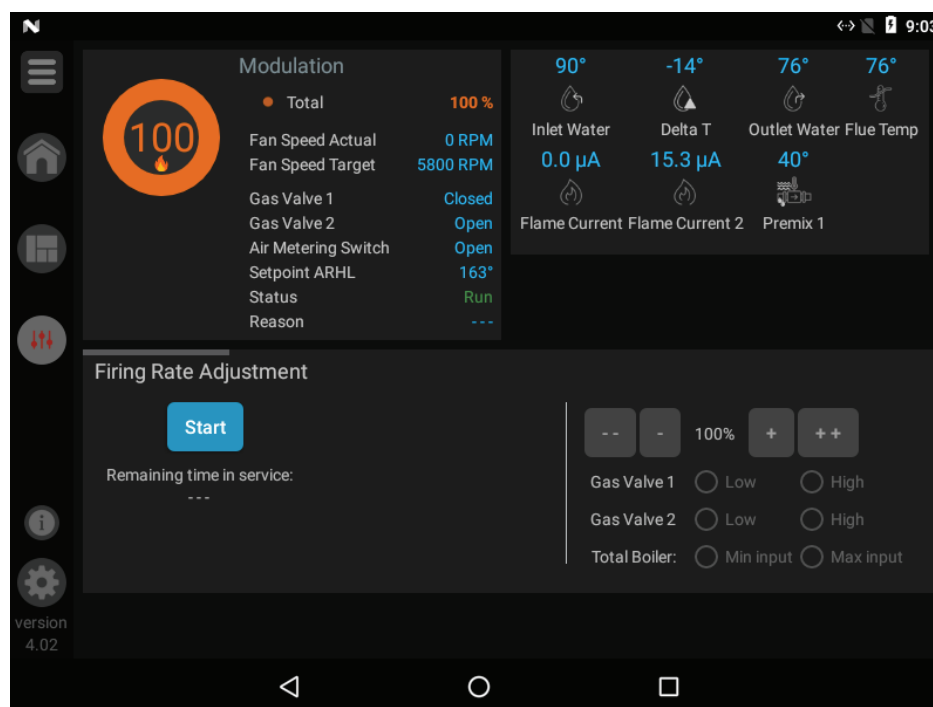 9:03
Modulation
100
Total 100 %
Fan Speed Actual 0 RPM
Fan Speed Target 5800 RPM
Gas Valve 1 Closed
Gas Valve 2 Open
Air Metering Switch Open
Setpoint ARHL 163°
Status Run
Reason ---
90° -14° 76° 76°
Inlet Water Delta T Outlet Water Flue Temp
0.0 µA 15.3 µA 40°
Flame Current Flame Current 2 Premix 1
Firing Rate Adjustment
Start
Remaining time in service:
---
-- - 100% + ++
Gas Valve 1 Low High
Gas Valve 2 Low High
Total Boiler: Min input Max input
version
4.02